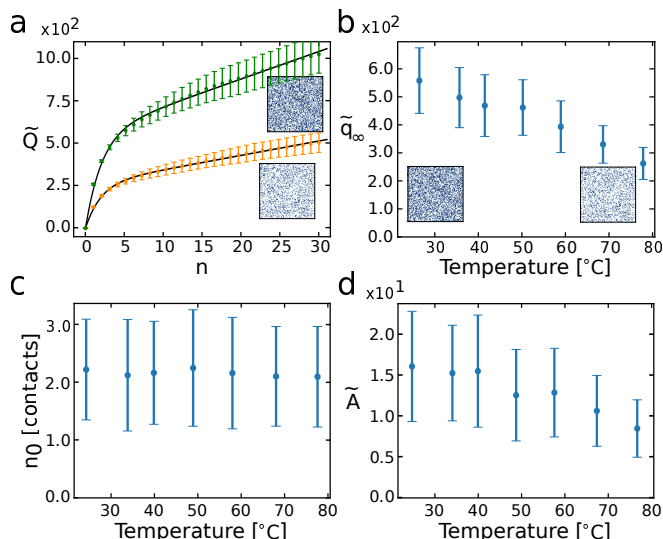 a
x10²
10.0
7.5
5.0
2.5
0.0
Q̃
0 5 10 15 20 25 30
n
b
x10²
6.0
5.0
4.0
3.0
2.0
1.0
0.0
q̃∞
30 40 50 60 70 80
Temperature [°C]
c
3.0
2.0
1.0
0.0
n0 [contacts]
30 40 50 60 70 80
Temperature [°C]
d
x10¹
2.0
1.5
1.0
0.5
0.0
Ã
30 40 50 60 70 80
Temperature [°C]